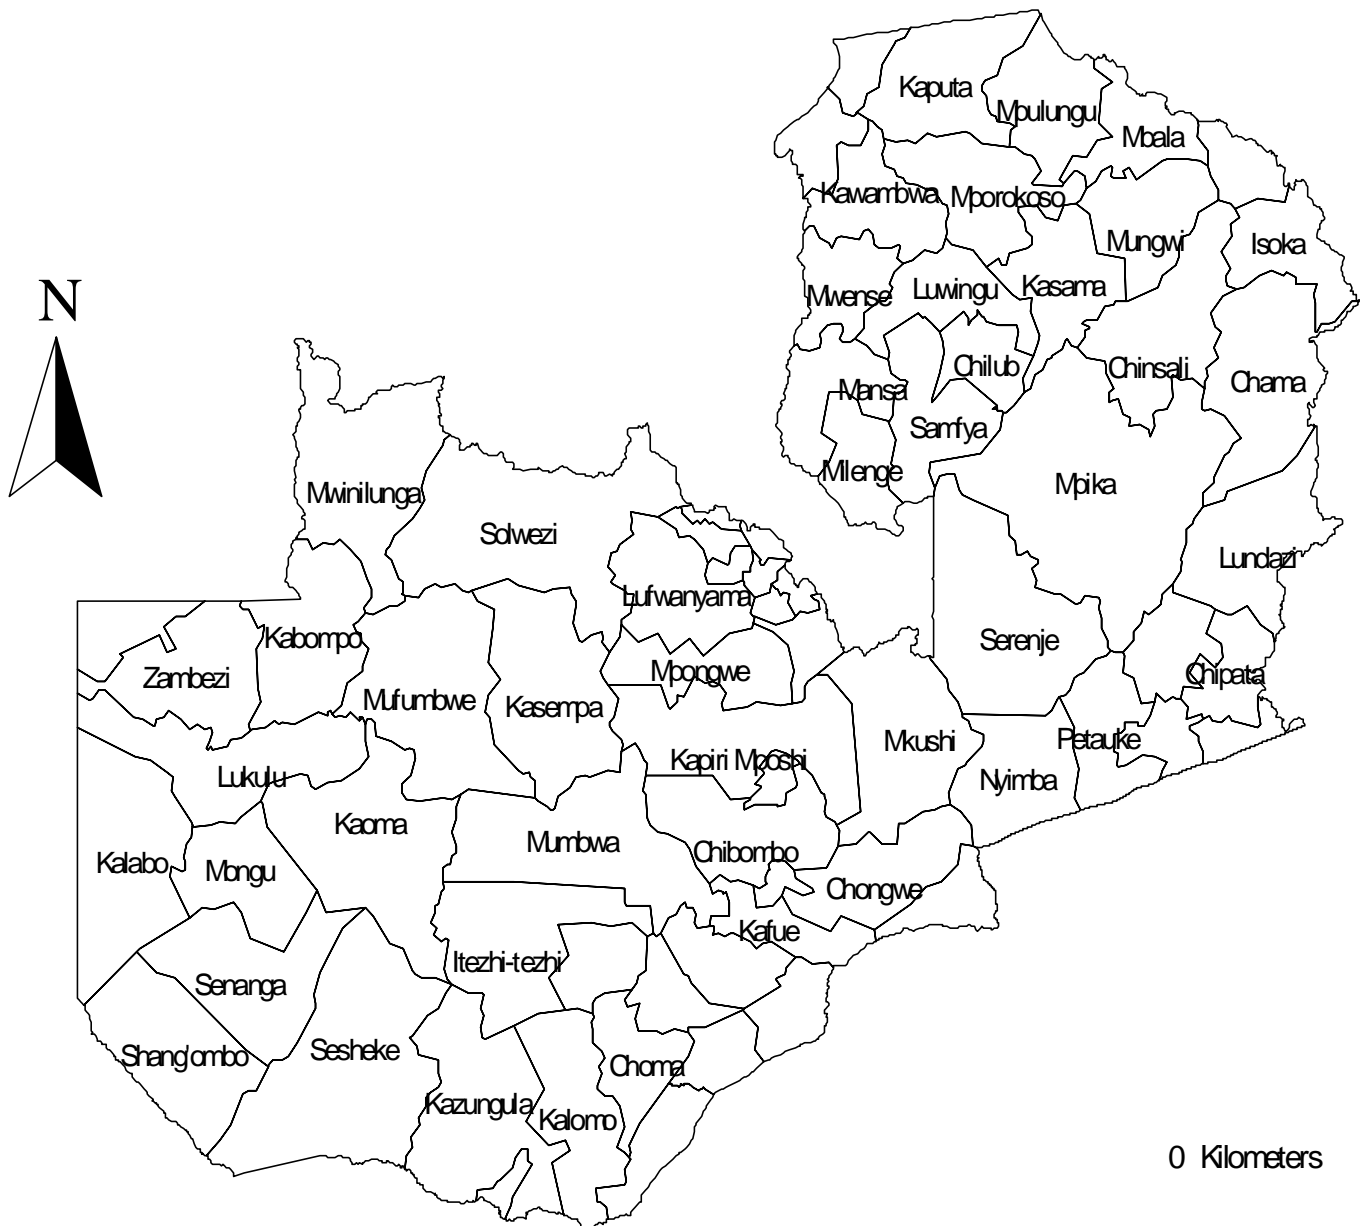 Kaputa
Mpulungu
Mbala
Kawambwa
Mporokoso
Mungwi
Isoka
Mwense
Luwingu
Kasama
N
Chilub
Chinsali
Chama
Mansa
Samfya
Milenge
Mpika
Mwinilunga
Solwezi
Lundazi
Lufwanyama
Kabompo
Serenje
Zambezi
Mpongwe
Chipata
Mufumbwe
Kasempa
Mkushi
Petauke
Kapiri Mposhi
Lukulu
Nyimba
Kaoma
Mumbwa
Chibombo
Kalabo
Mongu
Chongwe
Kafue
Itezhi-tezhi
Senanga
Shang'ombo
Sesheke
Choma
Kazungula
Kalomo
0 Kilometers